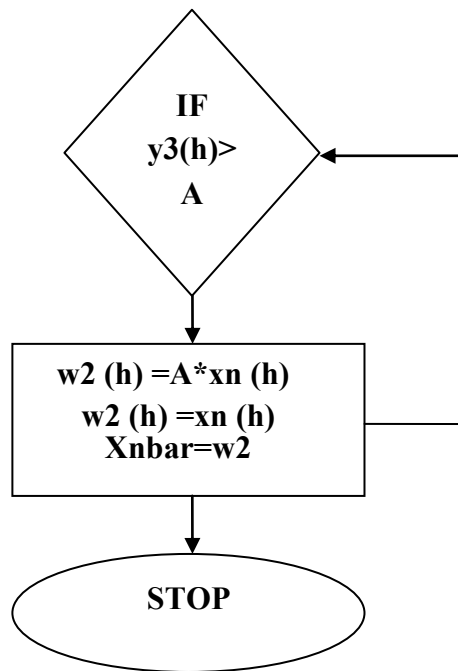 IF
y3(h)>
A
w2 (h) =A*xn (h)
w2 (h) =xn (h)
Xnbar=w2
STOP